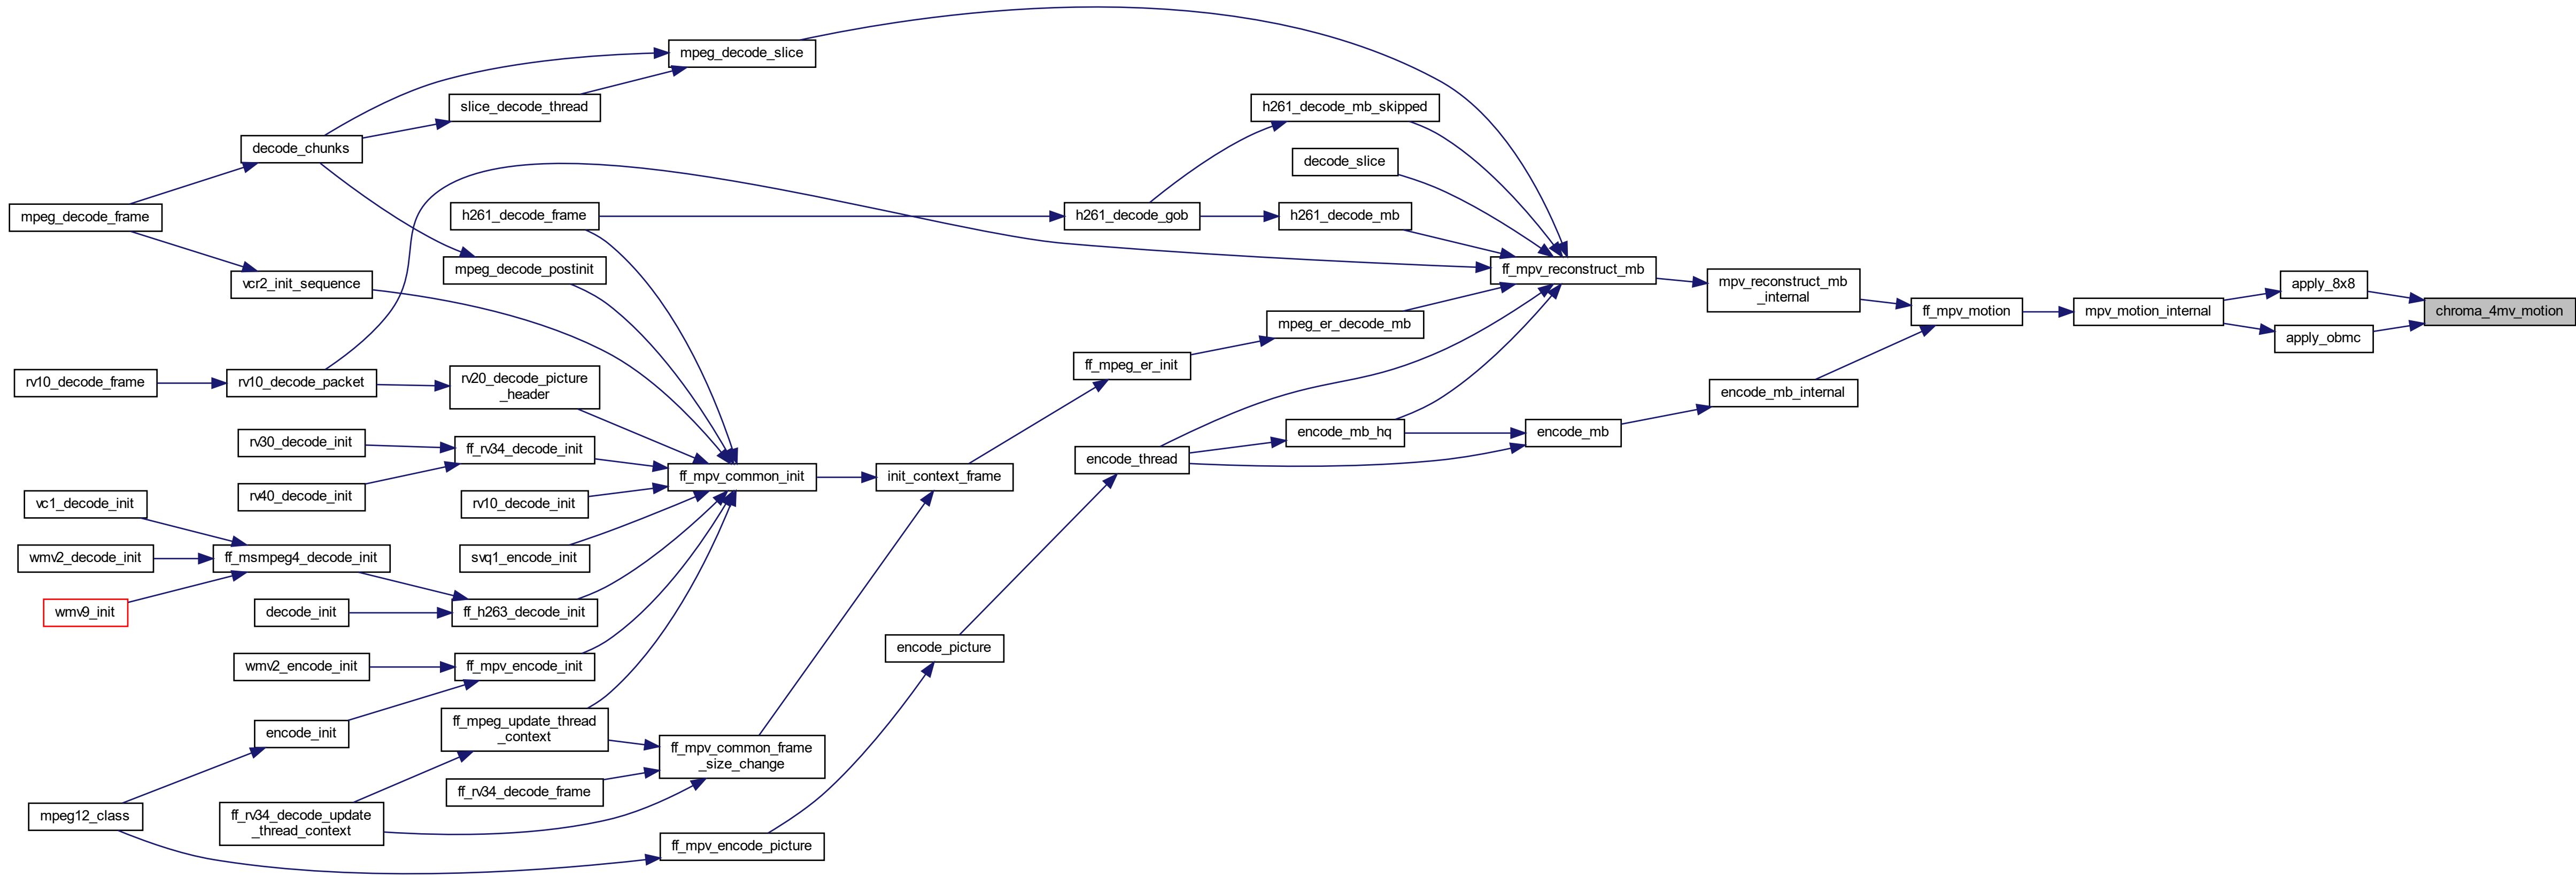 mpeg_decode_slice
slice_decode_thread
h261_decode_mb_skipped
decode_chunks
decode_slice
mpeg_decode_frame
h261_decode_frame
h261_decode_gob
h261_decode_mb
mpeg_decode_postinit
ff_mpv_reconstruct_mb
vcr2_init_sequence
mpv_reconstruct_mb
_internal
apply_8x8
ff_mpv_motion
mpv_motion_internal
chroma_4mv_motion
mpeg_er_decode_mb
apply_obmc
ff_mpeg_er_init
rv10_decode_frame
rv10_decode_packet
rv20_decode_picture
_header
encode_mb_internal
rv30_decode_init
ff_rv34_decode_init
encode_mb_hq
encode_mb
encode_thread
ff_mpv_common_init
init_context_frame
rv40_decode_init
rv10_decode_init
vc1_decode_init
wmv2_decode_init
ff_msmpeg4_decode_init
svq1_encode_init
wmv9_init
decode_init
ff_h263_decode_init
encode_picture
wmv2_encode_init
ff_mpv_encode_init
ff_mpeg_update_thread
_context
encode_init
ff_mpv_common_frame
_size_change
ff_rv34_decode_frame
mpeg12_class
ff_rv34_decode_update
_thread_context
ff_mpv_encode_picture